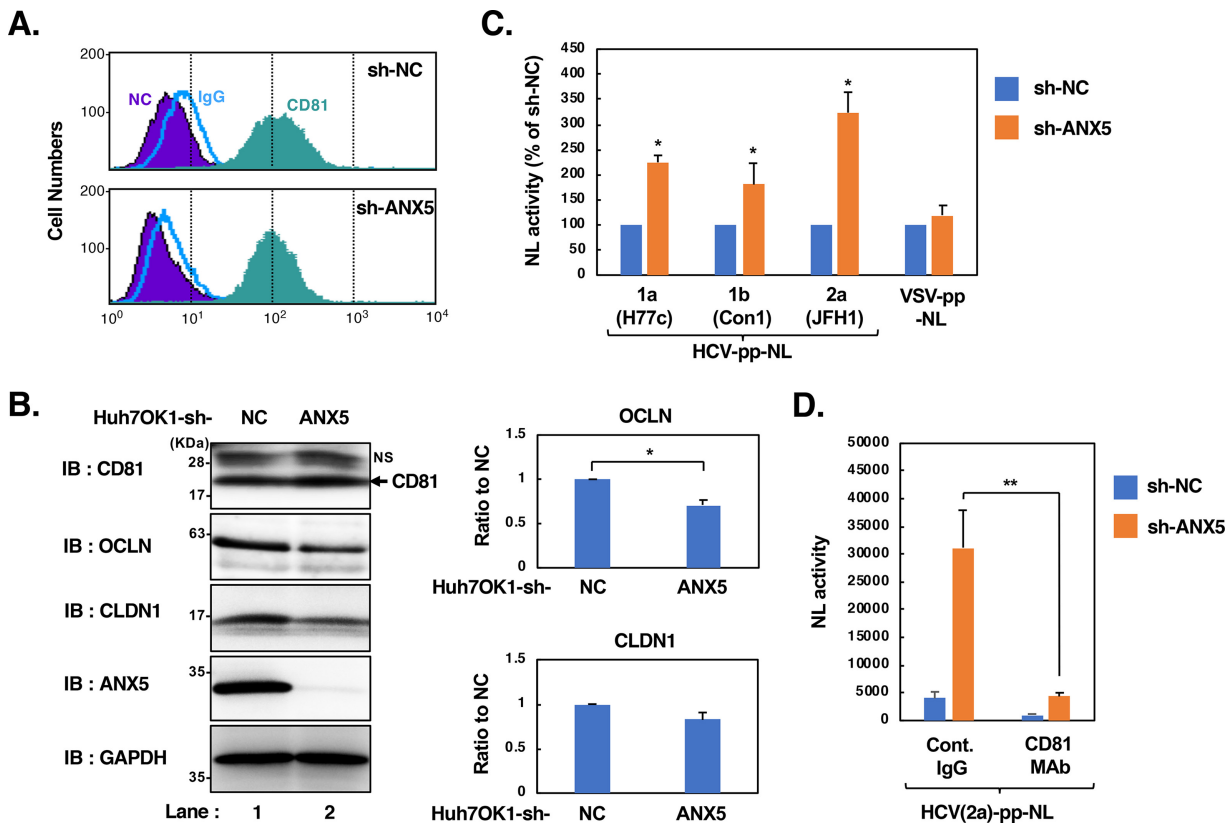 A.
200
100
sh-NC
NC
IgG
CD81
200
100
sh-ANX5
10⁰
10¹
10²
10³
10⁴
Cell Numbers
C.
NL activity (% of sh-NC)
450
400
350
300
250
200
150
100
50
0
*
*
*
sh-NC
sh-ANX5
1a
(H77c)
1b
(Con1)
2a
(JFH1)
VSV-pp
-NL
HCV-pp-NL
B.
Huh7OK1-sh-
NC
ANX5
(KDa)
IB : CD81
28
17
NS
CD81
IB : OCLN
63
IB : CLDN1
17
IB : ANX5
35
IB : GAPDH
35
Lane :
1
2
OCLN
Ratio to NC
1.5
1
0.5
0
*
Huh7OK1-sh-
NC
ANX5
CLDN1
Ratio to NC
1.5
1
0.5
0
Huh7OK1-sh-
NC
ANX5
D.
NL activity
50000
45000
40000
35000
30000
25000
20000
15000
10000
5000
0
**
sh-NC
sh-ANX5
Cont.
IgG
CD81
MAb
HCV(2a)-pp-NL